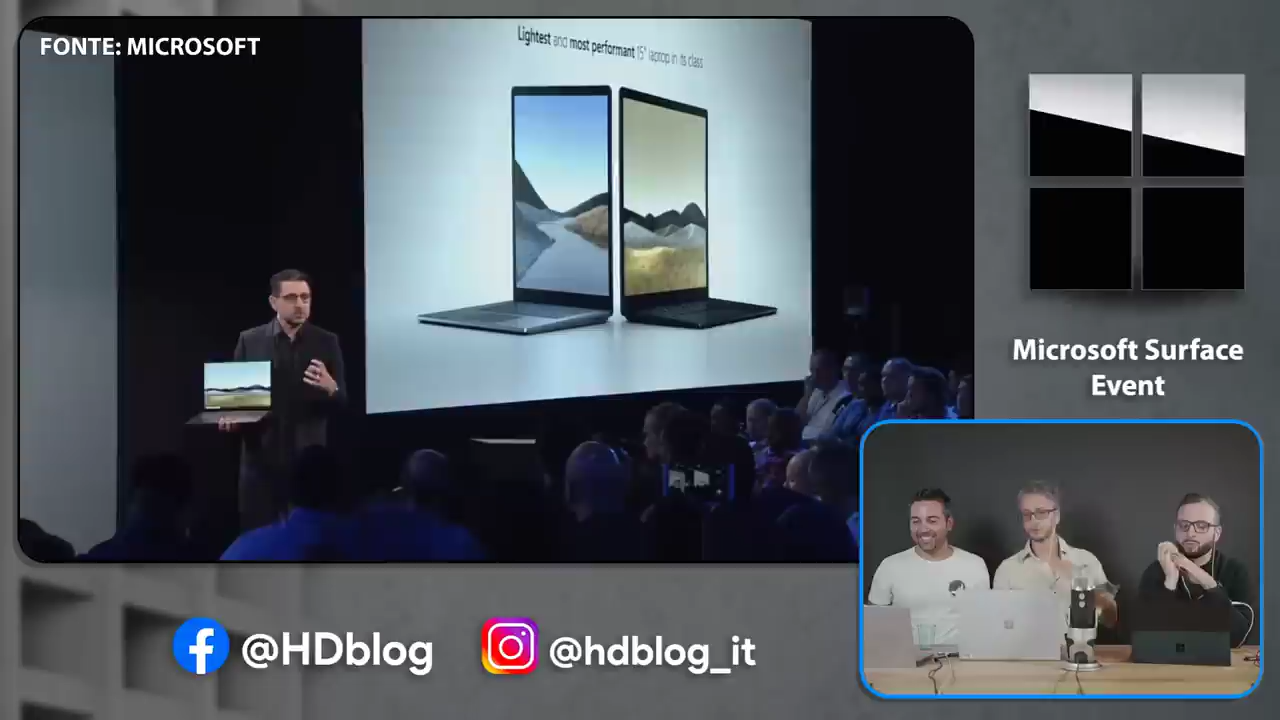 FONTE: MICROSOFT
Lightest and most performant 15" laptop in its class
Microsoft Surface
Event
@HDblog
@hdblog_it